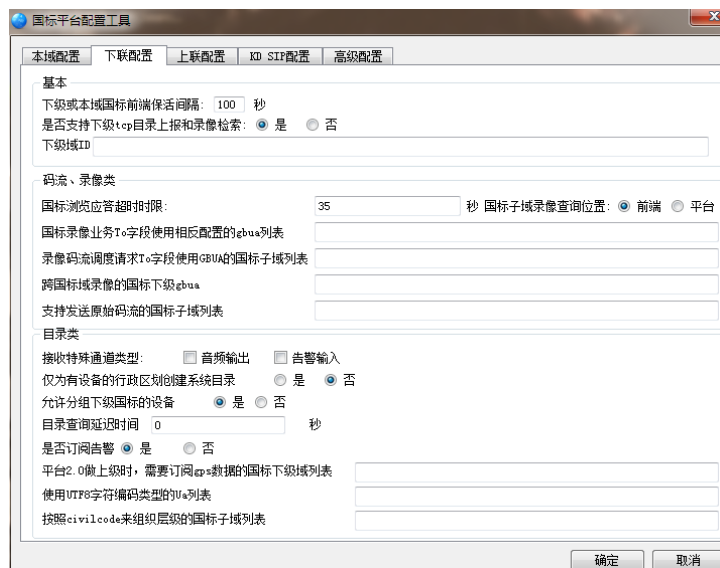 国标平台配置工具
本域配置 下联配置 上联配置 KD SIP配置 高级配置
基本
下级或本域国标前端保活间隔: 100 秒
是否支持下级tcp目录上报和录像检索: 是 否
下级域ID
码流、录像类
国标浏览应答超时时限: 35 秒 国标子域录像查询位置: 前端 平台
国标录像业务To字段使用相反配置的gbua列表
录像码流调度请求To字段使用GBUA的国标子域列表
跨国标域录像的国标下级gbua
支持发送原始码流的国标子域列表
目录类
接收特殊通道类型: 音频输出 告警输入
仅为有设备的行政区划创建系统目录 是 否
允许分组下级国标的设备 是 否
目录查询延迟时间 0 秒
是否订阅告警 是 否
平台2.0做上级时，需要订阅gps数据的国标下级域列表
使用UTF8字符编码类型的Ua列表
按照civilcode来组织层级的国标子域列表
确定 取消